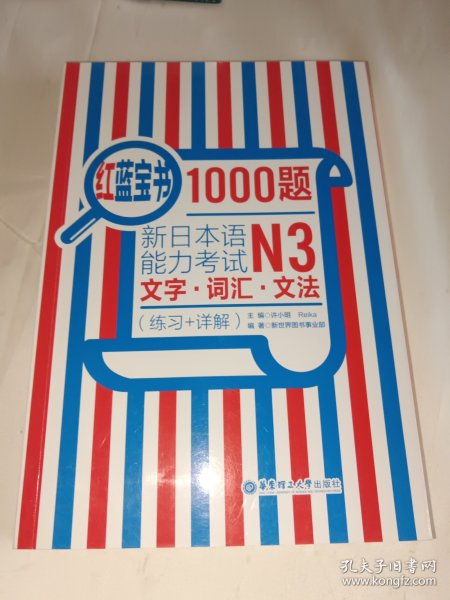 红蓝宝书
1000题
新日本语
能力考试
N3
文字·词汇·文法
(练习+详解)
主 编◎许小明 Reika
编 著◎新世界图书事业部
华东理工大学出版社
孔夫子旧书网
www.kongfz.com